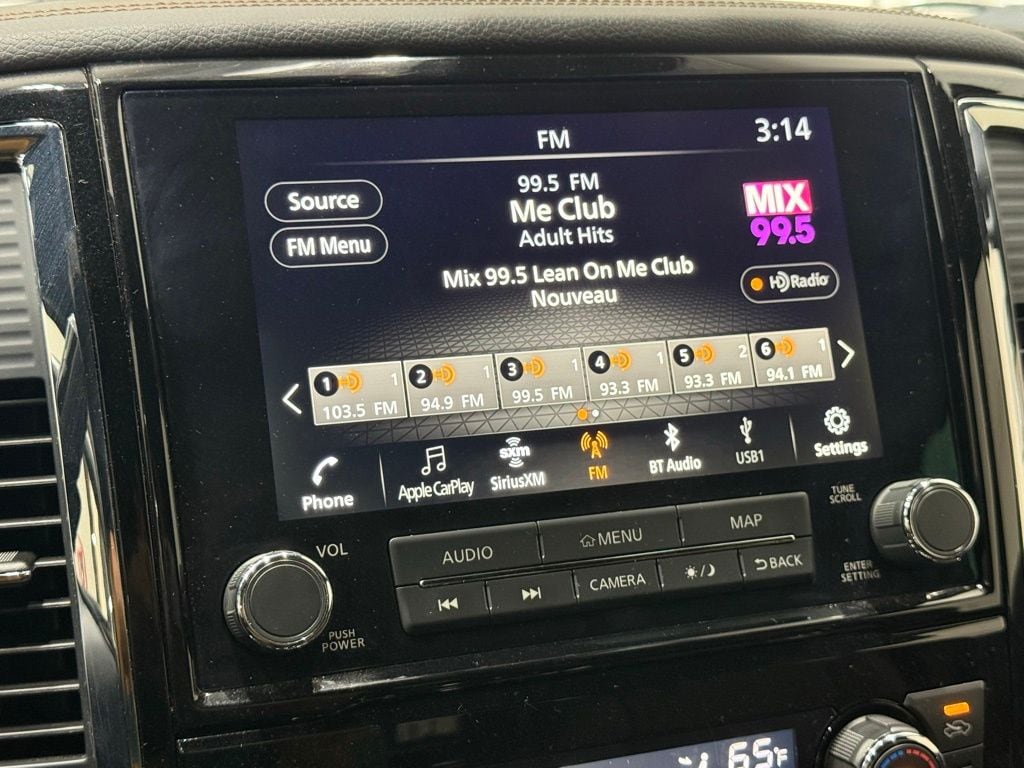 FM
3:14
Source
FM Menu
99.5 FM
Me Club
Adult Hits
MIX
99.5
Mix 99.5 Lean On Me Club
Nouveau
HD Radio
1 1
103.5 FM
2 1
94.9 FM
3 1
99.5 FM
4 1
93.3 FM
5 2
93.3 FM
6 1
94.1 FM
Phone
Apple CarPlay
sxm
SiriusXM
FM
BT Audio
USB1
Settings
VOL
PUSH
POWER
AUDIO
MENU
MAP
CAMERA
BACK
TUNE
SCROLL
ENTER
SETTING
65°F